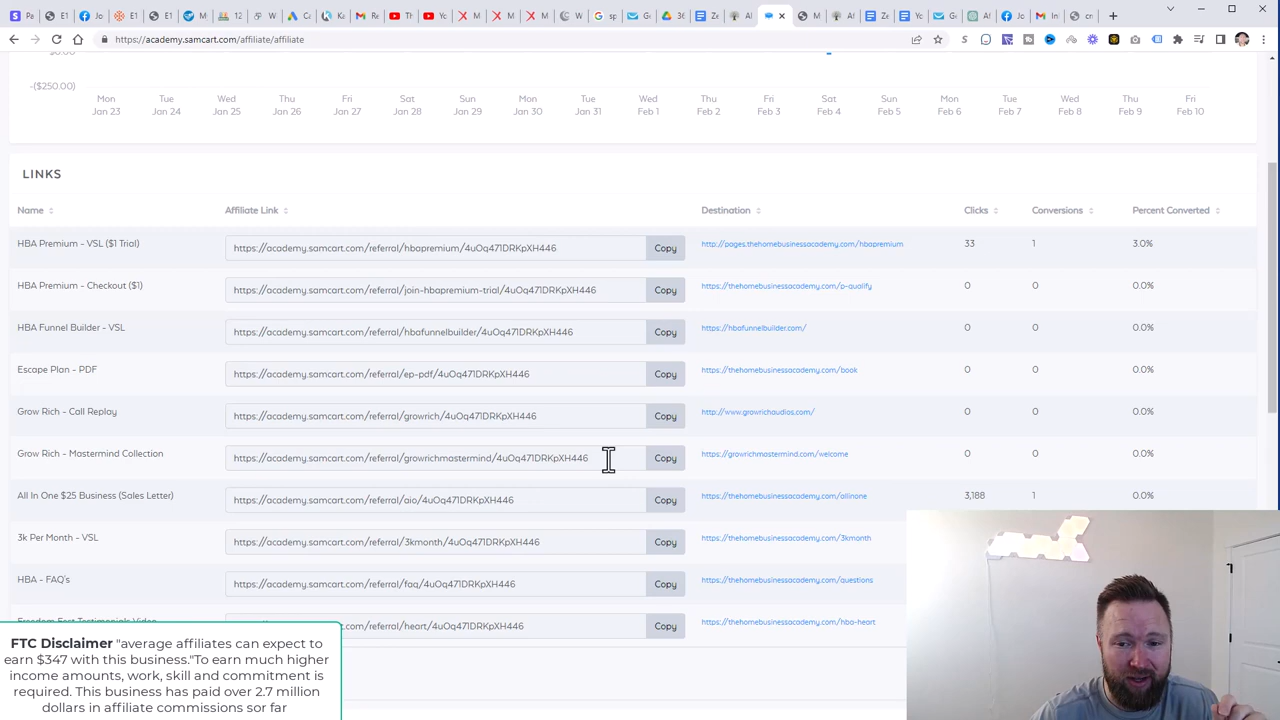 https://academy.samcart.com/affiliate/affiliate
$0.00
-($250.00)
Mon Tue Wed Thu Fri Sat Sun Mon Tue Wed Thu Fri Sat Sun Mon Tue Wed Thu Fri
Jan 23 Jan 24 Jan 25 Jan 26 Jan 27 Jan 28 Jan 29 Jan 30 Jan 31 Feb 1 Feb 2 Feb 3 Feb 4 Feb 5 Feb 6 Feb 7 Feb 8 Feb 9 Feb 10
LINKS
Name Affiliate Link Destination Clicks Conversions Percent Converted
HBA Premium - VSL ($1 Trial) https://academy.samcart.com/referral/hbapremium/4uOq471DRKpXH446 Copy http://pages.thehomebusinessacademy.com/hbapremium 33 1 3.0%
HBA Premium - Checkout ($1) https://academy.samcart.com/referral/join-hbapremium-trial/4uOq471DRKpXH446 Copy https://thehomebusinessacademy.com/p-qualify 0 0 0.0%
HBA Funnel Builder - VSL https://academy.samcart.com/referral/hbafunnelbuilder/4uOq471DRKpXH446 Copy https://hbafunnelbuilder.com/ 0 0 0.0%
Escape Plan - PDF https://academy.samcart.com/referral/ep-pdf/4uOq471DRKpXH446 Copy https://thehomebusinessacademy.com/book 0 0 0.0%
Grow Rich - Call Replay https://academy.samcart.com/referral/growrich/4uOq471DRKpXH446 Copy http://www.growrichaudios.com/ 0 0 0.0%
Grow Rich - Mastermind Collection https://academy.samcart.com/referral/growrichmastermind/4uOq471DRKpXH446 Copy https://growrichmastermind.com/welcome 0 0 0.0%
All In One $25 Business (Sales Letter) https://academy.samcart.com/referral/aio/4uOq471DRKpXH446 Copy https://thehomebusinessacademy.com/allinone 3,188 1 0.0%
3k Per Month - VSL https://academy.samcart.com/referral/3kmonth/4uOq471DRKpXH446 Copy https://thehomebusinessacademy.com/3kmonth
HBA - FAQ's https://academy.samcart.com/referral/faq/4uOq471DRKpXH446 Copy https://thehomebusinessacademy.com/questions
.samcart.com/referral/heart/4uOq471DRKpXH446 Copy https://thehomebusinessacademy.com/hba-heart
FTC Disclaimer "average affiliates can expect to
earn $347 with this business."To earn much higher
income amounts, work, skill and commitment is
required. This business has paid over 2.7 million
dollars in affiliate commissions sor far